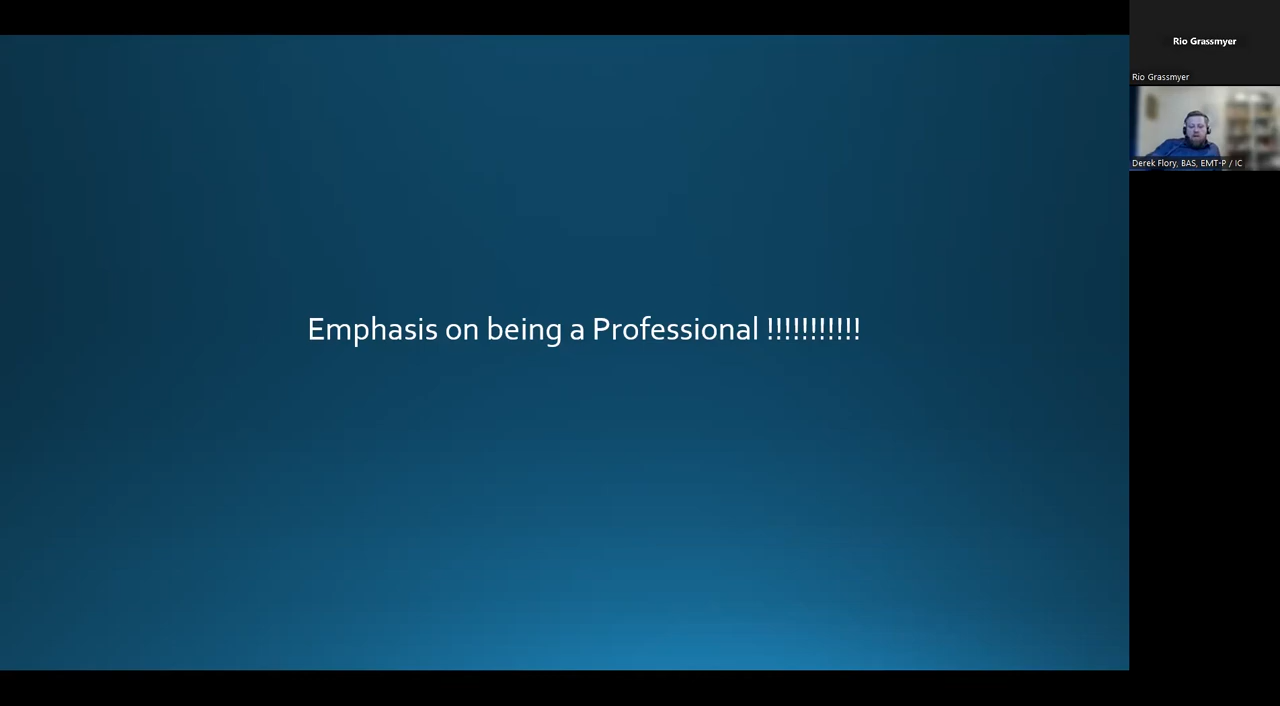 Emphasis on being a Professional !!!!!!!!!!!
Rio Grassmyer
Rio Grassmyer
Derek Flory, BAS, EMT-P / IC